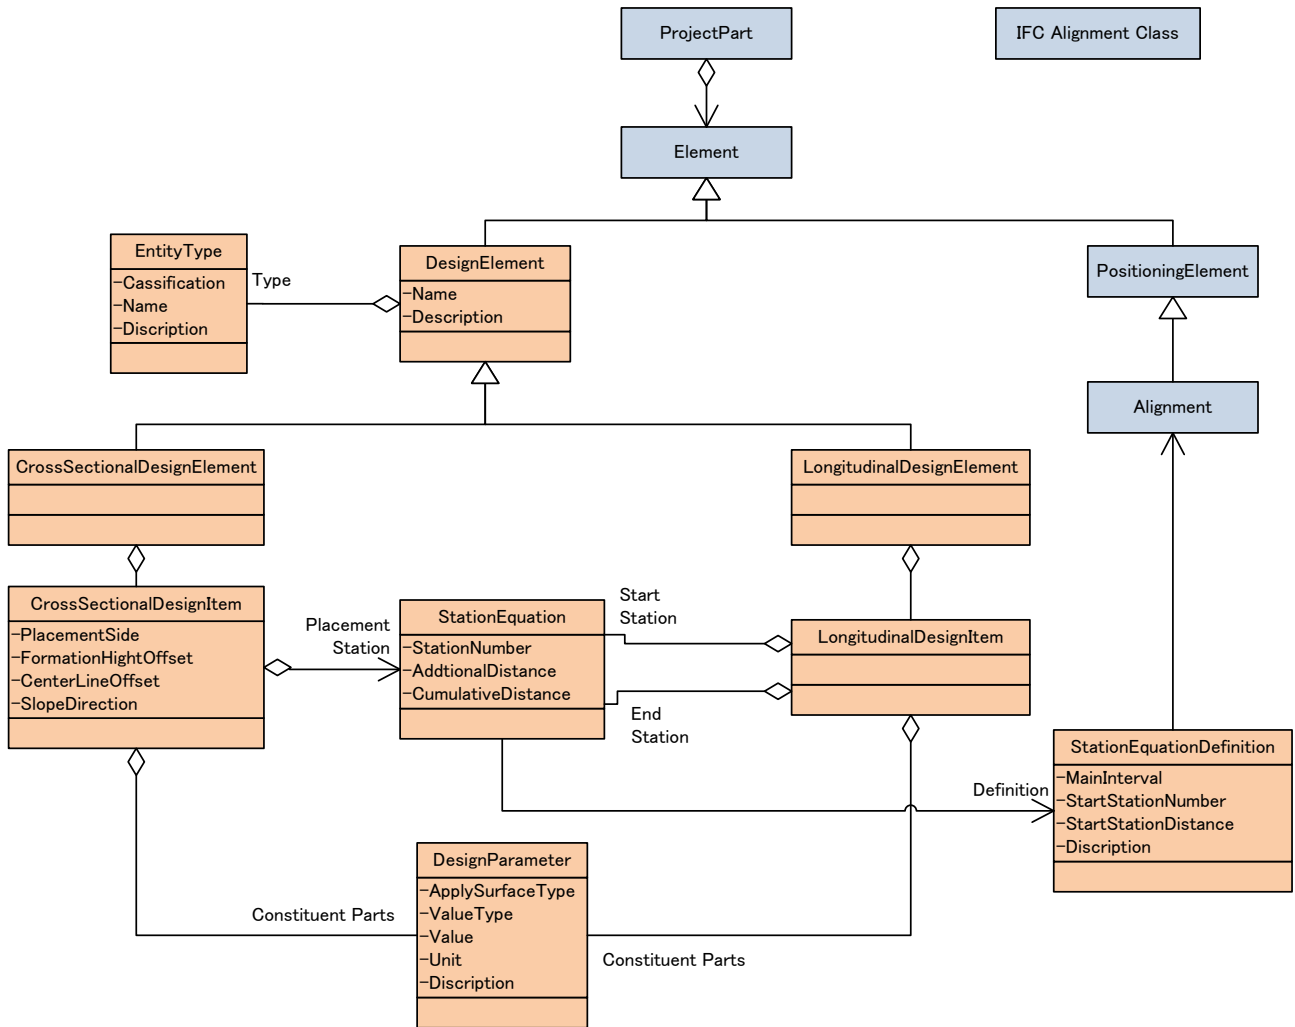 ProjectPart
IFC Alignment Class
Element
EntityType
-Cassification
-Name
-Discription
Type
DesignElement
-Name
-Description
PositioningElement
Alignment
CrossSectionalDesignElement
LongitudinalDesignElement
CrossSectionalDesignItem
-PlacementSide
-FormationHightOffset
-CenterLineOffset
-SlopeDirection
Placement
Station
StationEquation
-StationNumber
-AddtionalDistance
-CumulativeDistance
Start
Station
End
Station
LongitudinalDesignItem
StationEquationDefinition
-MainInterval
-StartStationNumber
-StartStationDistance
-Discription
Definition
DesignParameter
-ApplySurfaceType
-ValueType
-Value
-Unit
-Discription
Constituent Parts
Constituent Parts